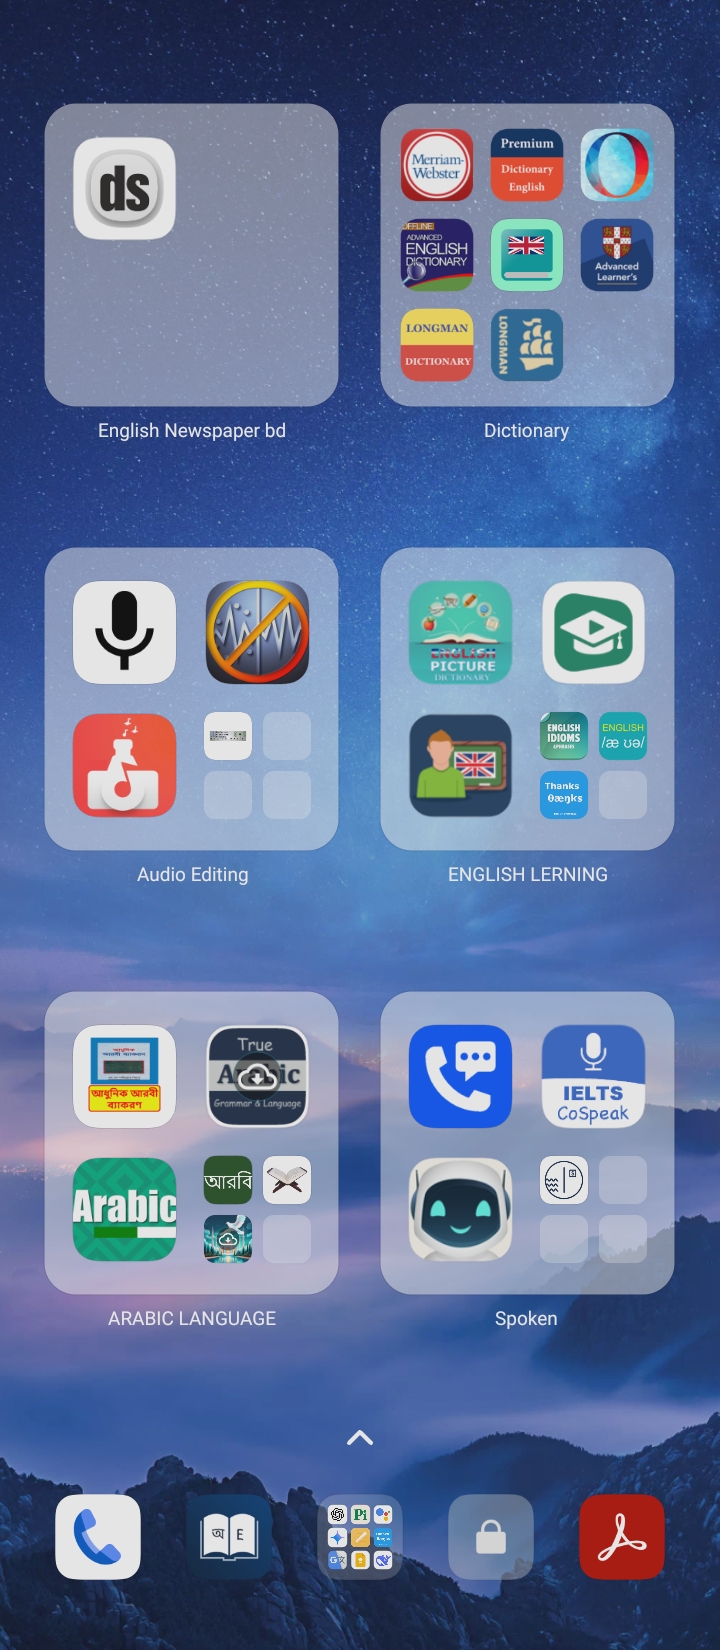 ds
Merriam-
Webster
Premium
Dictionary
English
OFFLINE
ADVANCED
ENGLISH
DICTIONARY
Advanced
Learner's
LONGMAN
DICTIONARY
LONGMAN
English Newspaper bd
Dictionary
ENGLISH
PICTURE
DICTIONARY
ENGLISH
IDIOMS
&PHRASES
ENGLISH
/æ ʊə/
Thanks
θæŋks
Audio Editing
ENGLISH LERNING
আধুনিক আরবী
ব্যাকরণ
True
Arabic
Grammar & Language
Arabic
আরবি
IELTS
CoSpeak
ARABIC LANGUAGE
Spoken
অ E
Pi